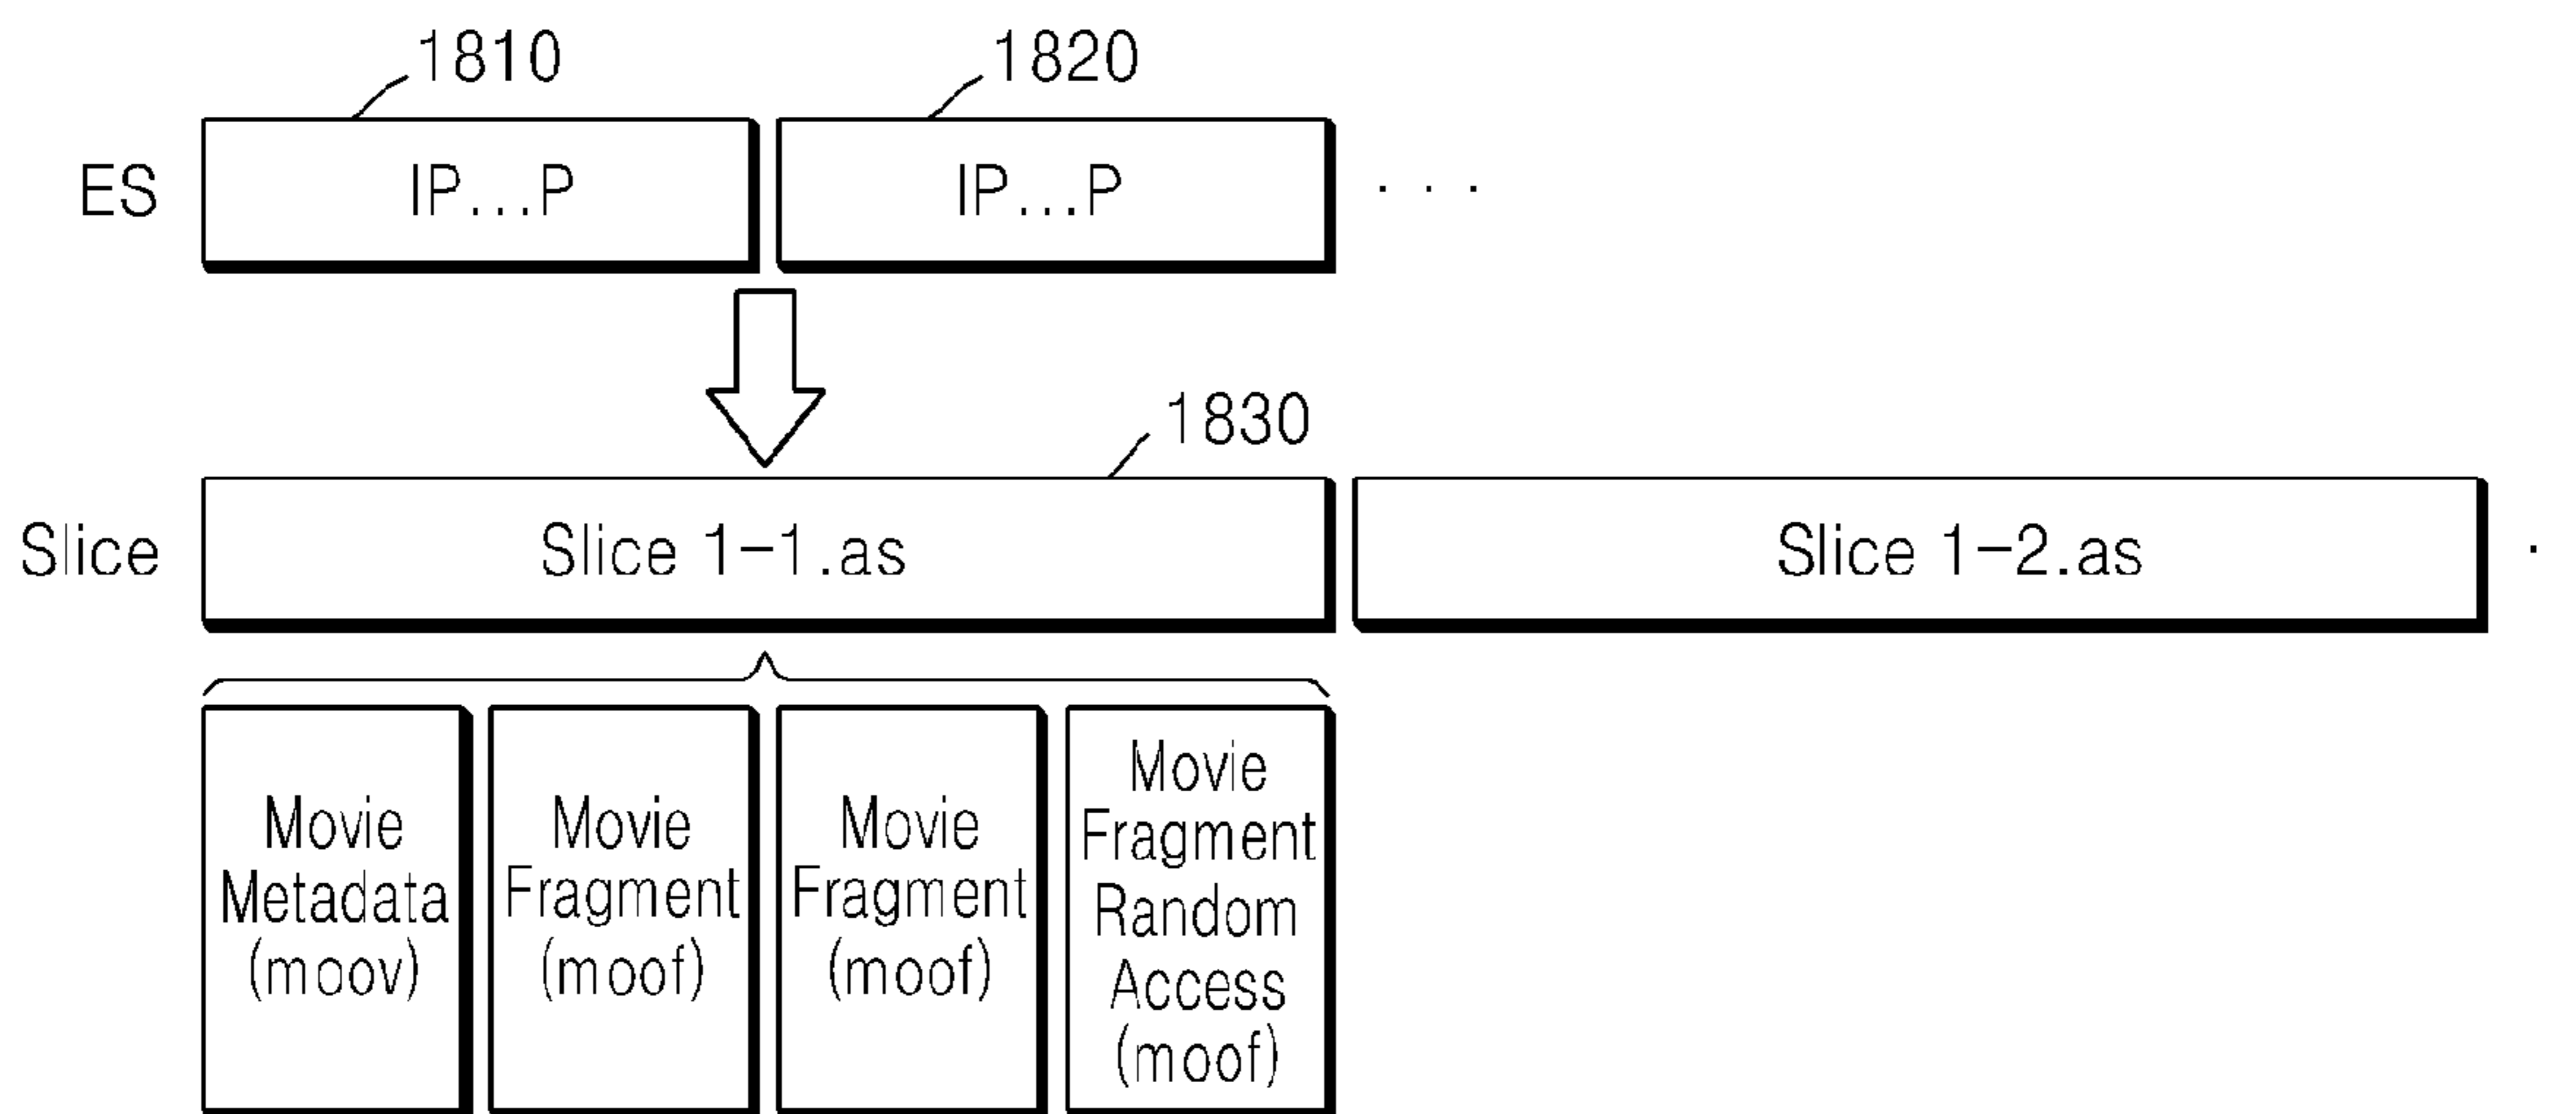 1810
1820
ES
IP...P
IP...P
. . .
1830
Slice
Slice 1-1.as
Slice 1-2.as
.
Movie
Metadata
(moov)
Movie
Fragment
(moof)
Movie
Fragment
(moof)
Movie
Fragment
Random
Access
(moof)